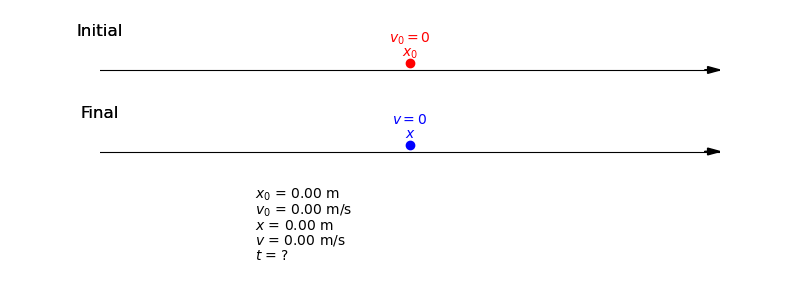 Initial
v₀ = 0
x₀
Final
v = 0
x
x₀ = 0.00 m
v₀ = 0.00 m/s
x = 0.00 m
v = 0.00 m/s
t = ?